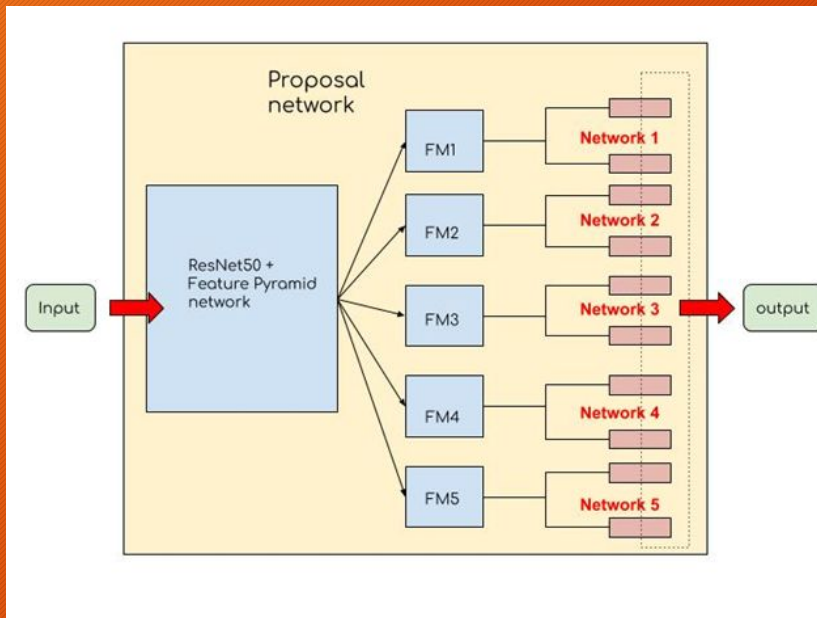 Proposal
network
FM1
Network 1
FM2
Network 2
ResNet50 +
Feature Pyramid
network
Input
FM3
Network 3
output
FM4
Network 4
FM5
Network 5